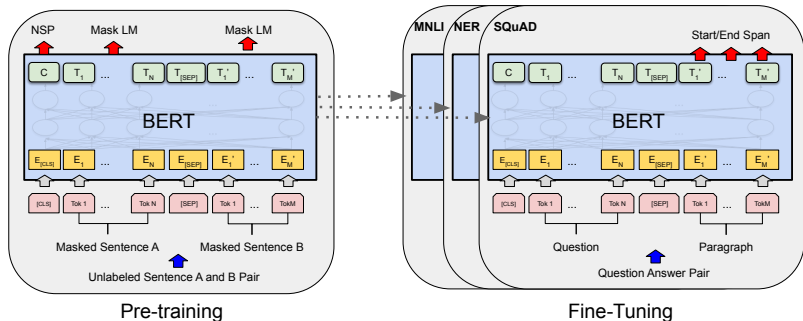 NSP Mask LM Mask LM
C T1 ... TN T[SEP] T1' ... TM'
BERT
E[CLS] E1 ... EN E[SEP] E1' ... EM'
[CLS] Tok 1 ... Tok N [SEP] Tok1 ... TokM
Masked Sentence A Masked Sentence B
Unlabeled Sentence A and B Pair
Pre-training
MNLI NER SQuAD
Start/End Span
C T1 ... TN T[SEP] T1' ... TM'
BERT
E[CLS] E1 ... EN E[SEP] E1' ... EM'
[CLS] Tok 1 ... Tok N [SEP] Tok 1 ... TokM
Question Paragraph
Question Answer Pair
Fine-Tuning